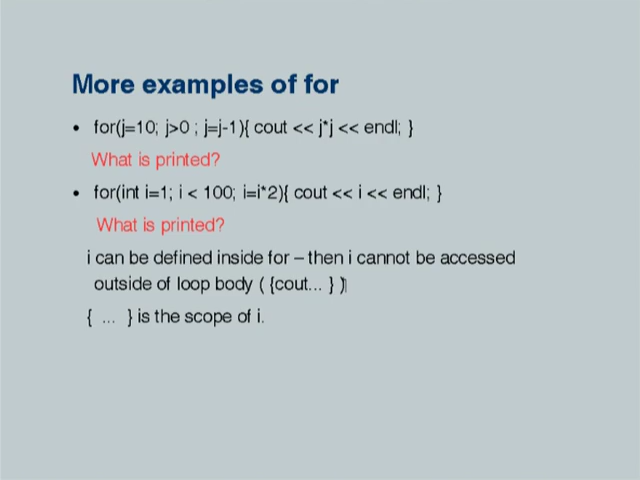 More examples of for
• for(j=10; j>0 ; j=j-1){ cout << j*j << endl; }
What is printed?
• for(int i=1; i < 100; i=i*2){ cout << i << endl; }
What is printed?
i can be defined inside for – then i cannot be accessed
outside of loop body ( {cout... } )
{ ... } is the scope of i.